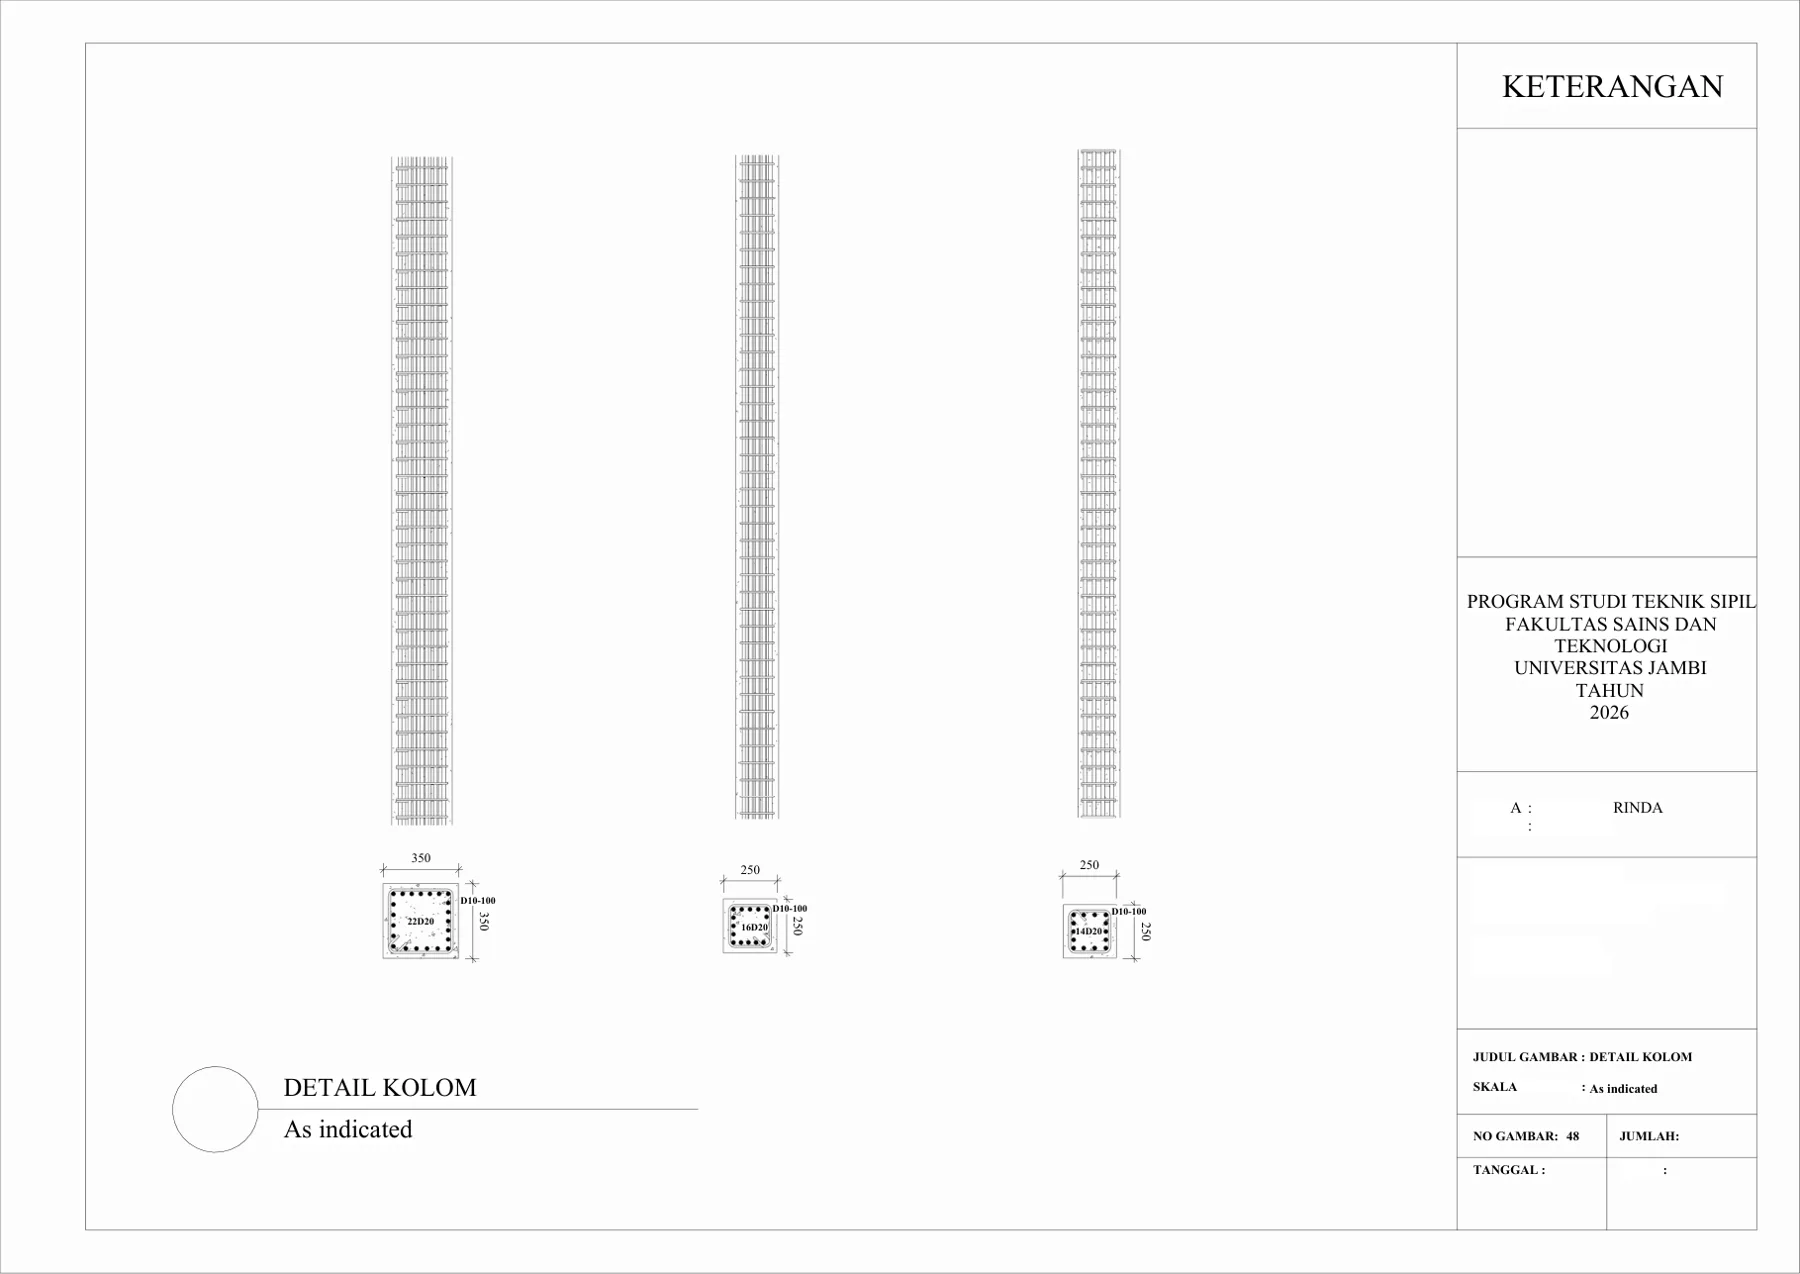 KETERANGAN
350
D10-100
22D20
350
250
D10-100
16D20
250
250
D10-100
14D20
250
DETAIL KOLOM
As indicated
PROGRAM STUDI TEKNIK SIPIL
FAKULTAS SAINS DAN
TEKNOLOGI
UNIVERSITAS JAMBI
TAHUN
2026
A : RINDA
:
JUDUL GAMBAR : DETAIL KOLOM
SKALA : As indicated
NO GAMBAR: 48
JUMLAH:
TANGGAL :
: